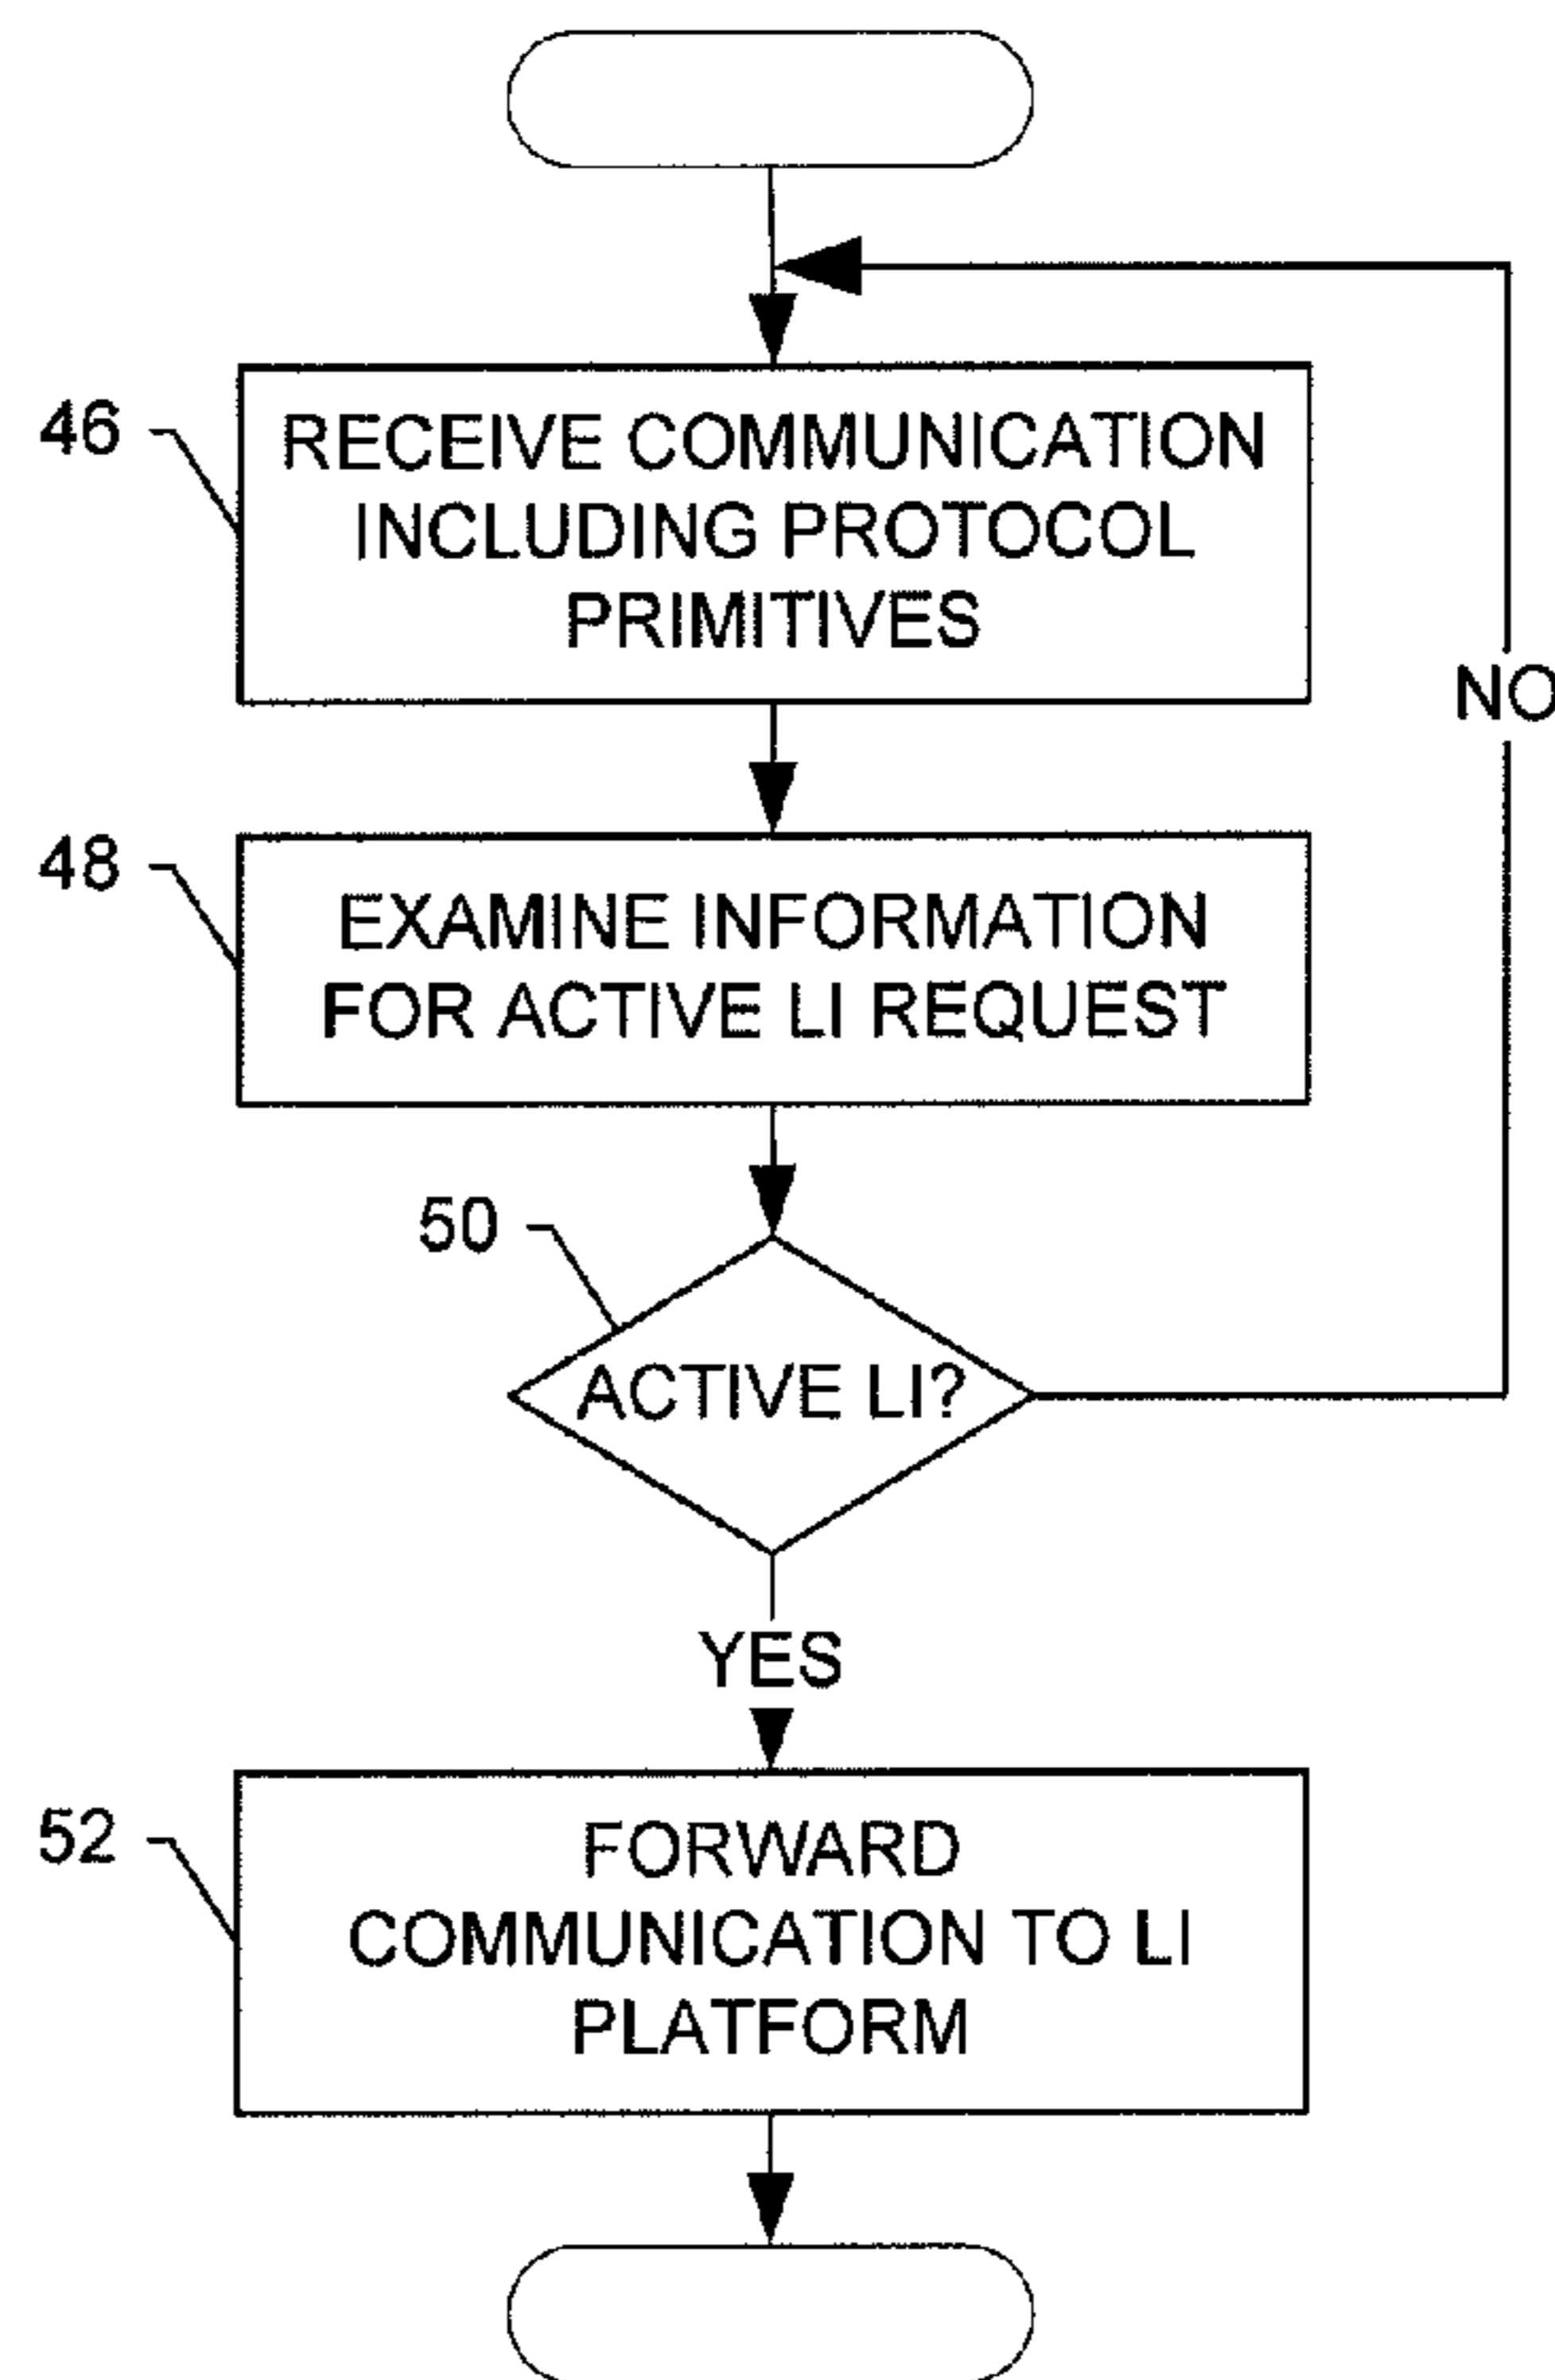 46
RECEIVE COMMUNICATION
INCLUDING PROTOCOL
PRIMITIVES
NO
48
EXAMINE INFORMATION
FOR ACTIVE LI REQUEST
50
ACTIVE LI?
YES
52
FORWARD
COMMUNICATION TO LI
PLATFORM